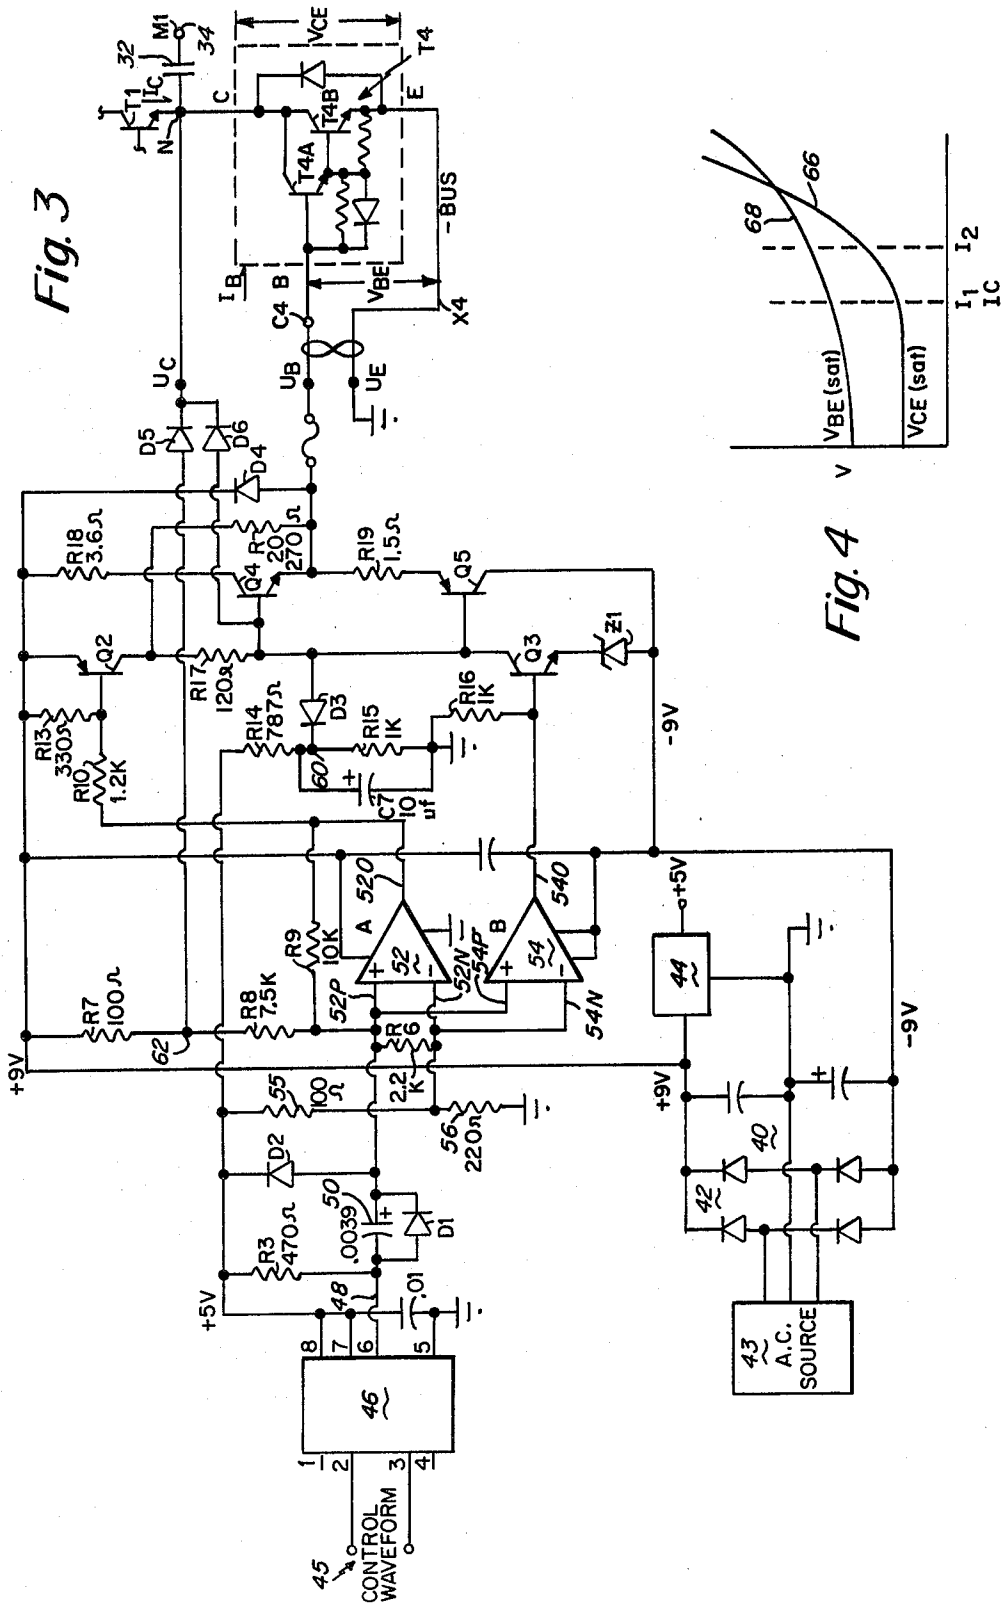 Fig. 3
+9V
+5V
8
7
6
5
1
2
3
4
46
45
CONTROL
WAVEFORM
48
.01
R3
470Ω
.0039
50
+
D1
D2
55
100
Ω
56
220Ω
2.2
K
R6
62
R7
100Ω
R8
7.5K
R9
10K
52P
52N
54P
54N
A
52
+
−
520
B
54
+
−
540
R10
1.2K
R13
330Ω
Q2
R17
120Ω
R14
787Ω
60
D3
R15
1K
C7
10
uf
+
R16
1K
Q3
Z1
-9V
R18
3.6Ω
Q4
R
20
270
Ω
R19
1.5Ω
Q5
D4
D5
D6
UC
UB
UE
C4
X4
-BUS
N
T1
IC
32
M1
34
C
IB
B
VBE
VCE
T4A
T4B
T4
E
43
A.C.
SOURCE
42
40
+9V
+
44
+5V
-9V
Fig. 4
V
VBE(sat)
VCE(sat)
68
66
I1
IC
I2